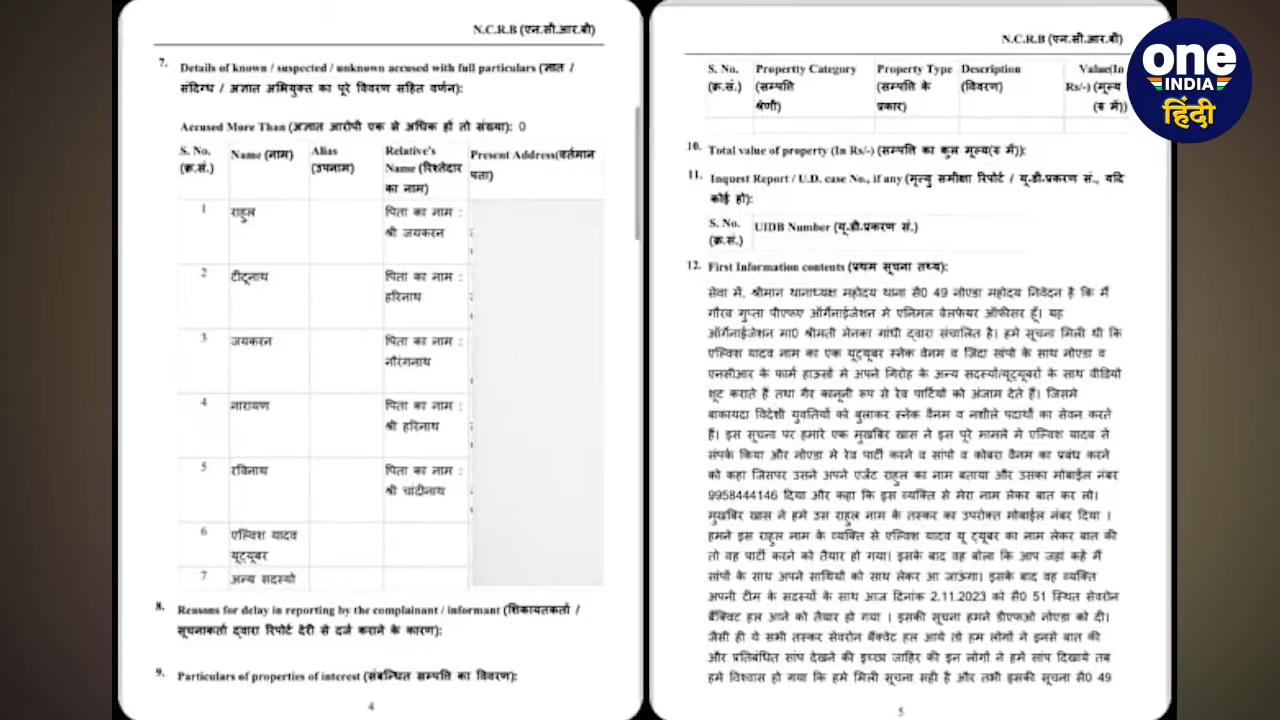 N.C.R.B (एन.सी.आर.बी)
7. Details of known / suspected / unknown accused with full particulars (ज्ञात /
संदिग्ध / अज्ञात अभियुक्त का पूरे विवरण सहित वर्णन):
Accused More Than (अज्ञात आरोपी एक से अधिक हों तो संख्या): 0
S. No. (क्र.सं.) Name (नाम) Alias (उपनाम) Relative's Name (रिश्तेदार का नाम) Present Address(वर्तमान पता)
1 राहुल पिता का नाम : श्री जयकरन
2 टीटूनाथ पिता का नाम : हरिनाथ
3 जयकरन पिता का नाम : नौरंगनाथ
4 नारायण पिता का नाम : श्री हरिनाथ
5 रविनाथ पिता का नाम : श्री चांदीनाथ
6 एल्विश यादव यूट्यूबर
7 अन्य सदस्यो
8. Reasons for delay in reporting by the complainant / informant (शिकायतकर्ता /
सूचनाकर्ता द्वारा रिपोर्ट देरी से दर्ज कराने के कारण):
9. Particulars of properties of interest (संबन्धित सम्पति का विवरण):
4
N.C.R.B (एन.सी.आर.बी)
S. No. (क्र.सं.) Propertty Category (सम्पति श्रेणी) Property Type (सम्पति के प्रकार) Description (विवरण) Value(In Rs/-) (मूल्य (रु में))
10. Total value of property (In Rs/-) (सम्पति का कुल मूल्य(रु में)):
11. Inquest Report / U.D. case No., if any (मृत्यु समीक्षा रिपोर्ट / यू.डी.प्रकरण सं., यदि
कोई हो):
S. No. (क्र.सं.) UIDB Number (यू.डी.प्रकरण सं.)
12. First Information contents (प्रथम सूचना तथ्य):
सेवा में, श्रीमान थानाध्यक्ष महोदय थाना सै0 49 नोएडा महोदय निवेदन है कि मैं
गौरव गुप्ता पीएफए ऑर्गेनाईजेशन मे एनिमल वेलफेयर ऑफीसर हूँ। यह
ऑर्गेनाईजेशन मा0 श्रीमती मेनका गांधी द्वारा संचालित है। हमे सूचना मिली थी कि
एल्विश यादव नाम का एक यूट्यूबर स्नेक वैनम व जिंदा सांपो के साथ नोएडा व
एनसीआर के फार्म हाऊसों मे अपने गिरोह के अन्य सदस्यों/यूट्यूबरों के साथ वीडियो
शूट कराते हैं तथा गैर कानूनी रूप से रेव पार्टियों को अंजाम देते हैं। जिसमे
बाकायदा विदेशी युवतियों को बुलाकर स्नेक वैनम व नशीले पदार्थों का सेवन करते
हैं। इस सूचना पर हमारे एक मुखबिर खास ने इस पूरे मामले मे एल्विश यादव से
संपर्क किया और नोएडा मे रेव पार्टी करने व सांपो व कोबरा वैनम का प्रबंध करने
को कहा जिसपर उसने अपने एजेंट राहुल का नाम बताया और उसका मोबाईल नंबर
9958444146 दिया और कहा कि इस व्यक्ति से मेरा नाम लेकर बात कर लो।
मुखबिर खास ने हमे उस राहुल नाम के तस्कर का उपरोक्त मोबाईल नंबर दिया ।
हमने इस राहुल नाम के व्यक्ति से एल्विश यादव यू ट्यूबर का नाम लेकर बात की
तो वह पार्टी करने को तैयार हो गया। इसके बाद वह बोला कि आप जहां कहें मैं
सांपों के साथ अपने साथियों को साथ लेकर आ जाऊंगा। इसके बाद वह व्यक्ति
अपनी टीम के सदस्यों के साथ आज दिनांक 2.11.2023 को सै0 51 स्थित सेवरोन
बैंक्विट हल आने को तैयार हो गया । इसकी सूचना हमने डीएफओ नोएडा को दी।
जैसी ही ये सभी तस्कर सेवरोन बैंक्वेट हल आये तो हम लोगों ने इनसे बात की
और प्रतिबंधित सांप देखने की इच्छा जाहिर की इन लोगों ने हमे सांप दिखाये तब
हमे विश्वास हो गया कि हमे मिली सूचना सही है और तभी इसकी सूचना सै0 49
5
one
INDIA
हिंदी